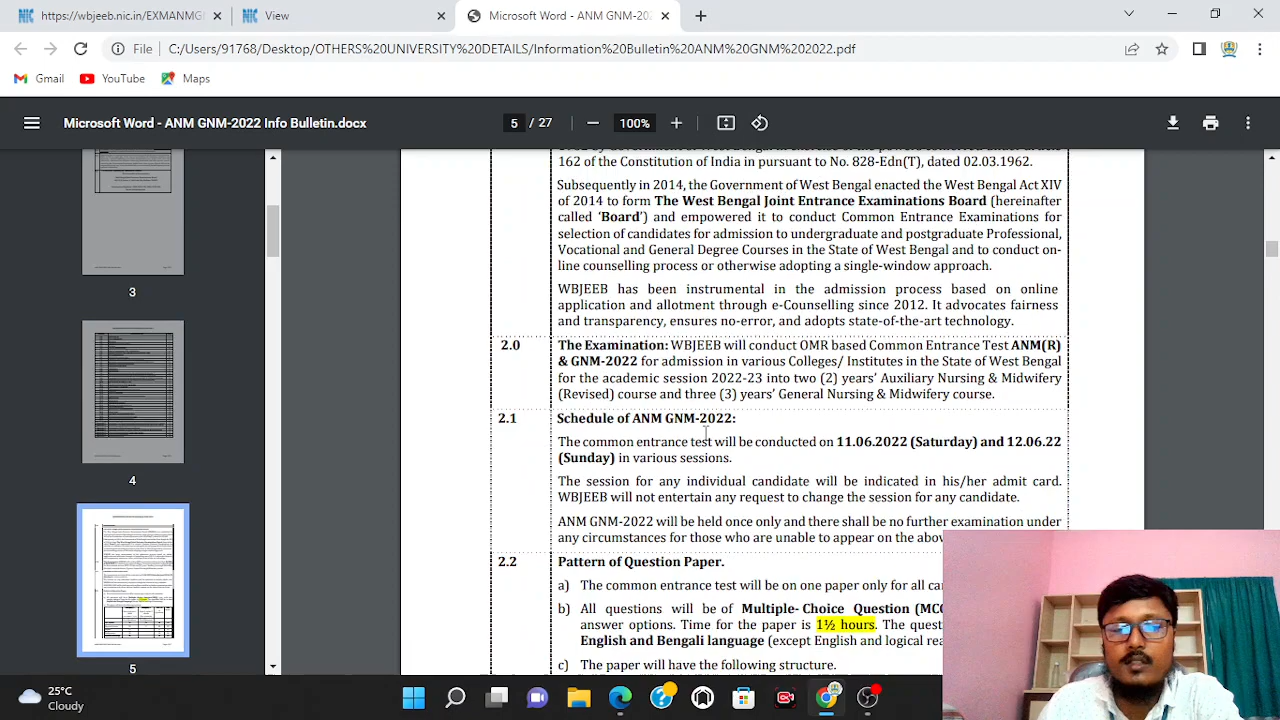 https://wbjeeb.nic.in/EXMANMG
View
Microsoft Word - ANM GNM-202
File
C:/Users/91768/Desktop/OTHERS%20UNIVERSITY%20DETAILS/Information%20Bulletin%20ANM%20GNM%202022.pdf
Gmail
YouTube
Maps
Microsoft Word - ANM GNM-2022 Info Bulletin.docx
5 / 27
100%
3
4
5
162 of the Constitution of India in pursuant to No. 828-Edn(T), dated 02.03.1962.
Subsequently in 2014, the Government of West Bengal enacted the West Bengal Act XIV
of 2014 to form The West Bengal Joint Entrance Examinations Board (hereinafter
called ‘Board’) and empowered it to conduct Common Entrance Examinations for
selection of candidates for admission to undergraduate and postgraduate Professional,
Vocational and General Degree Courses in the State of West Bengal and to conduct on-
line counselling process or otherwise adopting a single-window approach.
WBJEEB has been instrumental in the admission process based on online
application and allotment through e-Counselling since 2012. It advocates fairness
and transparency, ensures no-error, and adopts state-of-the-art technology.
2.0 The Examination: WBJEEB will conduct OMR based Common Entrance Test ANM(R)
& GNM-2022 for admission in various Colleges/ Institutes in the State of West Bengal
for the academic session 2022-23 into two (2) years’ Auxiliary Nursing & Midwifery
(Revised) course and three (3) years’ General Nursing & Midwifery course.
2.1 Schedule of ANM GNM-2022:
The common entrance test will be conducted on 11.06.2022 (Saturday) and 12.06.22
(Sunday) in various sessions.
The session for any individual candidate will be indicated in his/her admit card.
WBJEEB will not entertain any request to change the session for any candidate.
ANM GNM-2022 will be held once only and there shall be no further examination under
any circumstances for those who are unable to appear on the abov
2.2 Pattern of Question Paper.
a) The common entrance test will be on one paper only for all ca
b) All questions will be of Multiple- Choice Question (MC
answer options. Time for the paper is 1½ hours. The quest
English and Bengali language (except English and logical rea
c) The paper will have the following structure.
25°C
Cloudy